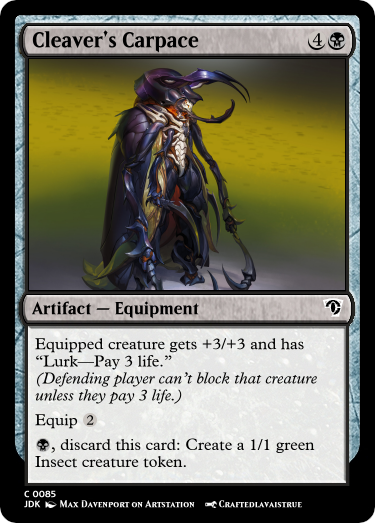 Cleaver's Carpace 4
Artifact — Equipment
Equipped creature gets +3/+3 and has
“Lurk—Pay 3 life.”
(Defending player can't block that creature
unless they pay 3 life.)
Equip 2
, discard this card: Create a 1/1 green
Insect creature token.
C 0085
JDK Max Davenport on Artstation Craftedlavaistrue